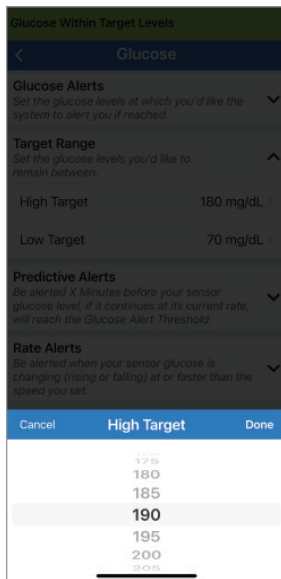 Glucose Within Target Levels
Glucose
Glucose Alerts
Set the glucose levels at which you'd like the
system to alert you if reached.
Target Range
Set the glucose levels you'd like to
remain between.
High Target 180 mg/dL
Low Target 70 mg/dL
Predictive Alerts
Be alerted X Minutes before your sensor
glucose level, if it continues at its current rate,
will reach the Glucose Alert Threshold.
Rate Alerts
Be alerted when your sensor glucose is
changing (rising or falling) at or faster than the
speed you set.
Cancel High Target Done
175
180
185
190
195
200
205